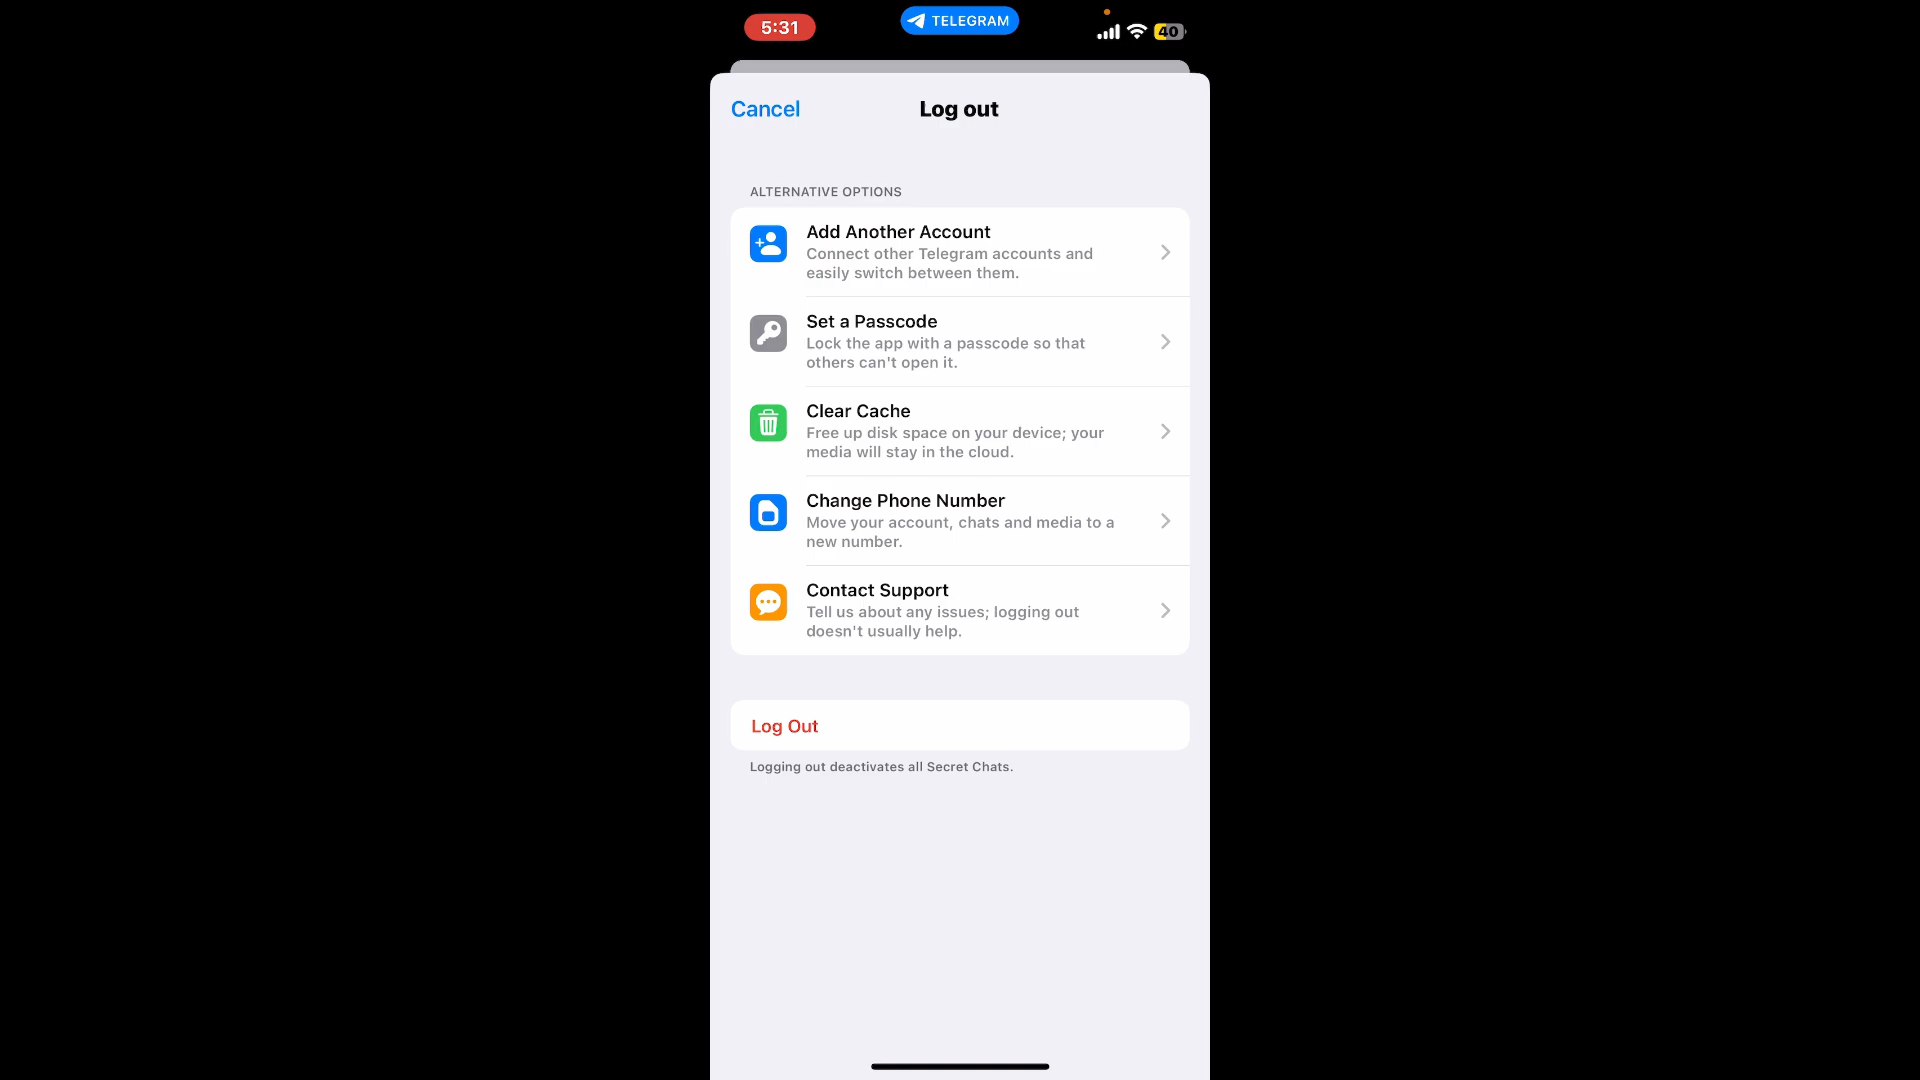 5:31
TELEGRAM
40
Cancel
Log out
ALTERNATIVE OPTIONS
Add Another Account
Connect other Telegram accounts and
easily switch between them.
Set a Passcode
Lock the app with a passcode so that
others can't open it.
Clear Cache
Free up disk space on your device; your
media will stay in the cloud.
Change Phone Number
Move your account, chats and media to a
new number.
Contact Support
Tell us about any issues; logging out
doesn't usually help.
Log Out
Logging out deactivates all Secret Chats.